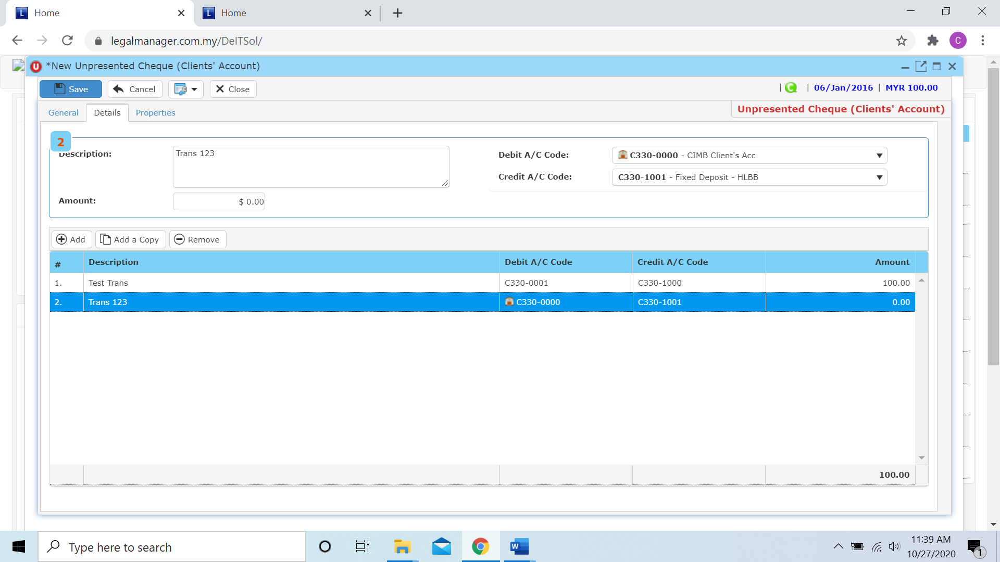 Home
Home
legalmanager.com.my/DeITSol/
*New Unpresented Cheque (Clients' Account)
Save
Cancel
Close
| | 06/Jan/2016 | MYR 100.00
General
Details
Properties
Unpresented Cheque (Clients' Account)
2
Description:
Trans 123
Debit A/C Code:
C330-0000 - CIMB Client's Acc
Credit A/C Code:
C330-1001 - Fixed Deposit - HLBB
Amount:
$ 0.00
Add
Add a Copy
Remove
# Description Debit A/C Code Credit A/C Code Amount
1. Test Trans C330-0001 C330-1000 100.00
2. Trans 123 C330-0000 C330-1001 0.00
100.00
Type here to search
11:39 AM
10/27/2020
1